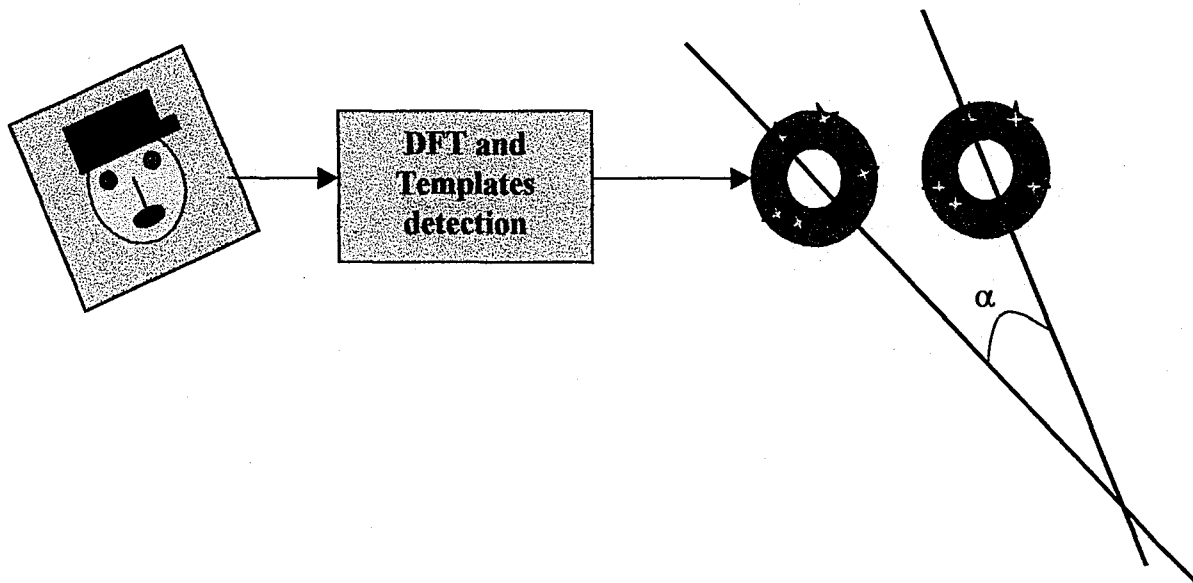 DFT and
Templates
detection
α